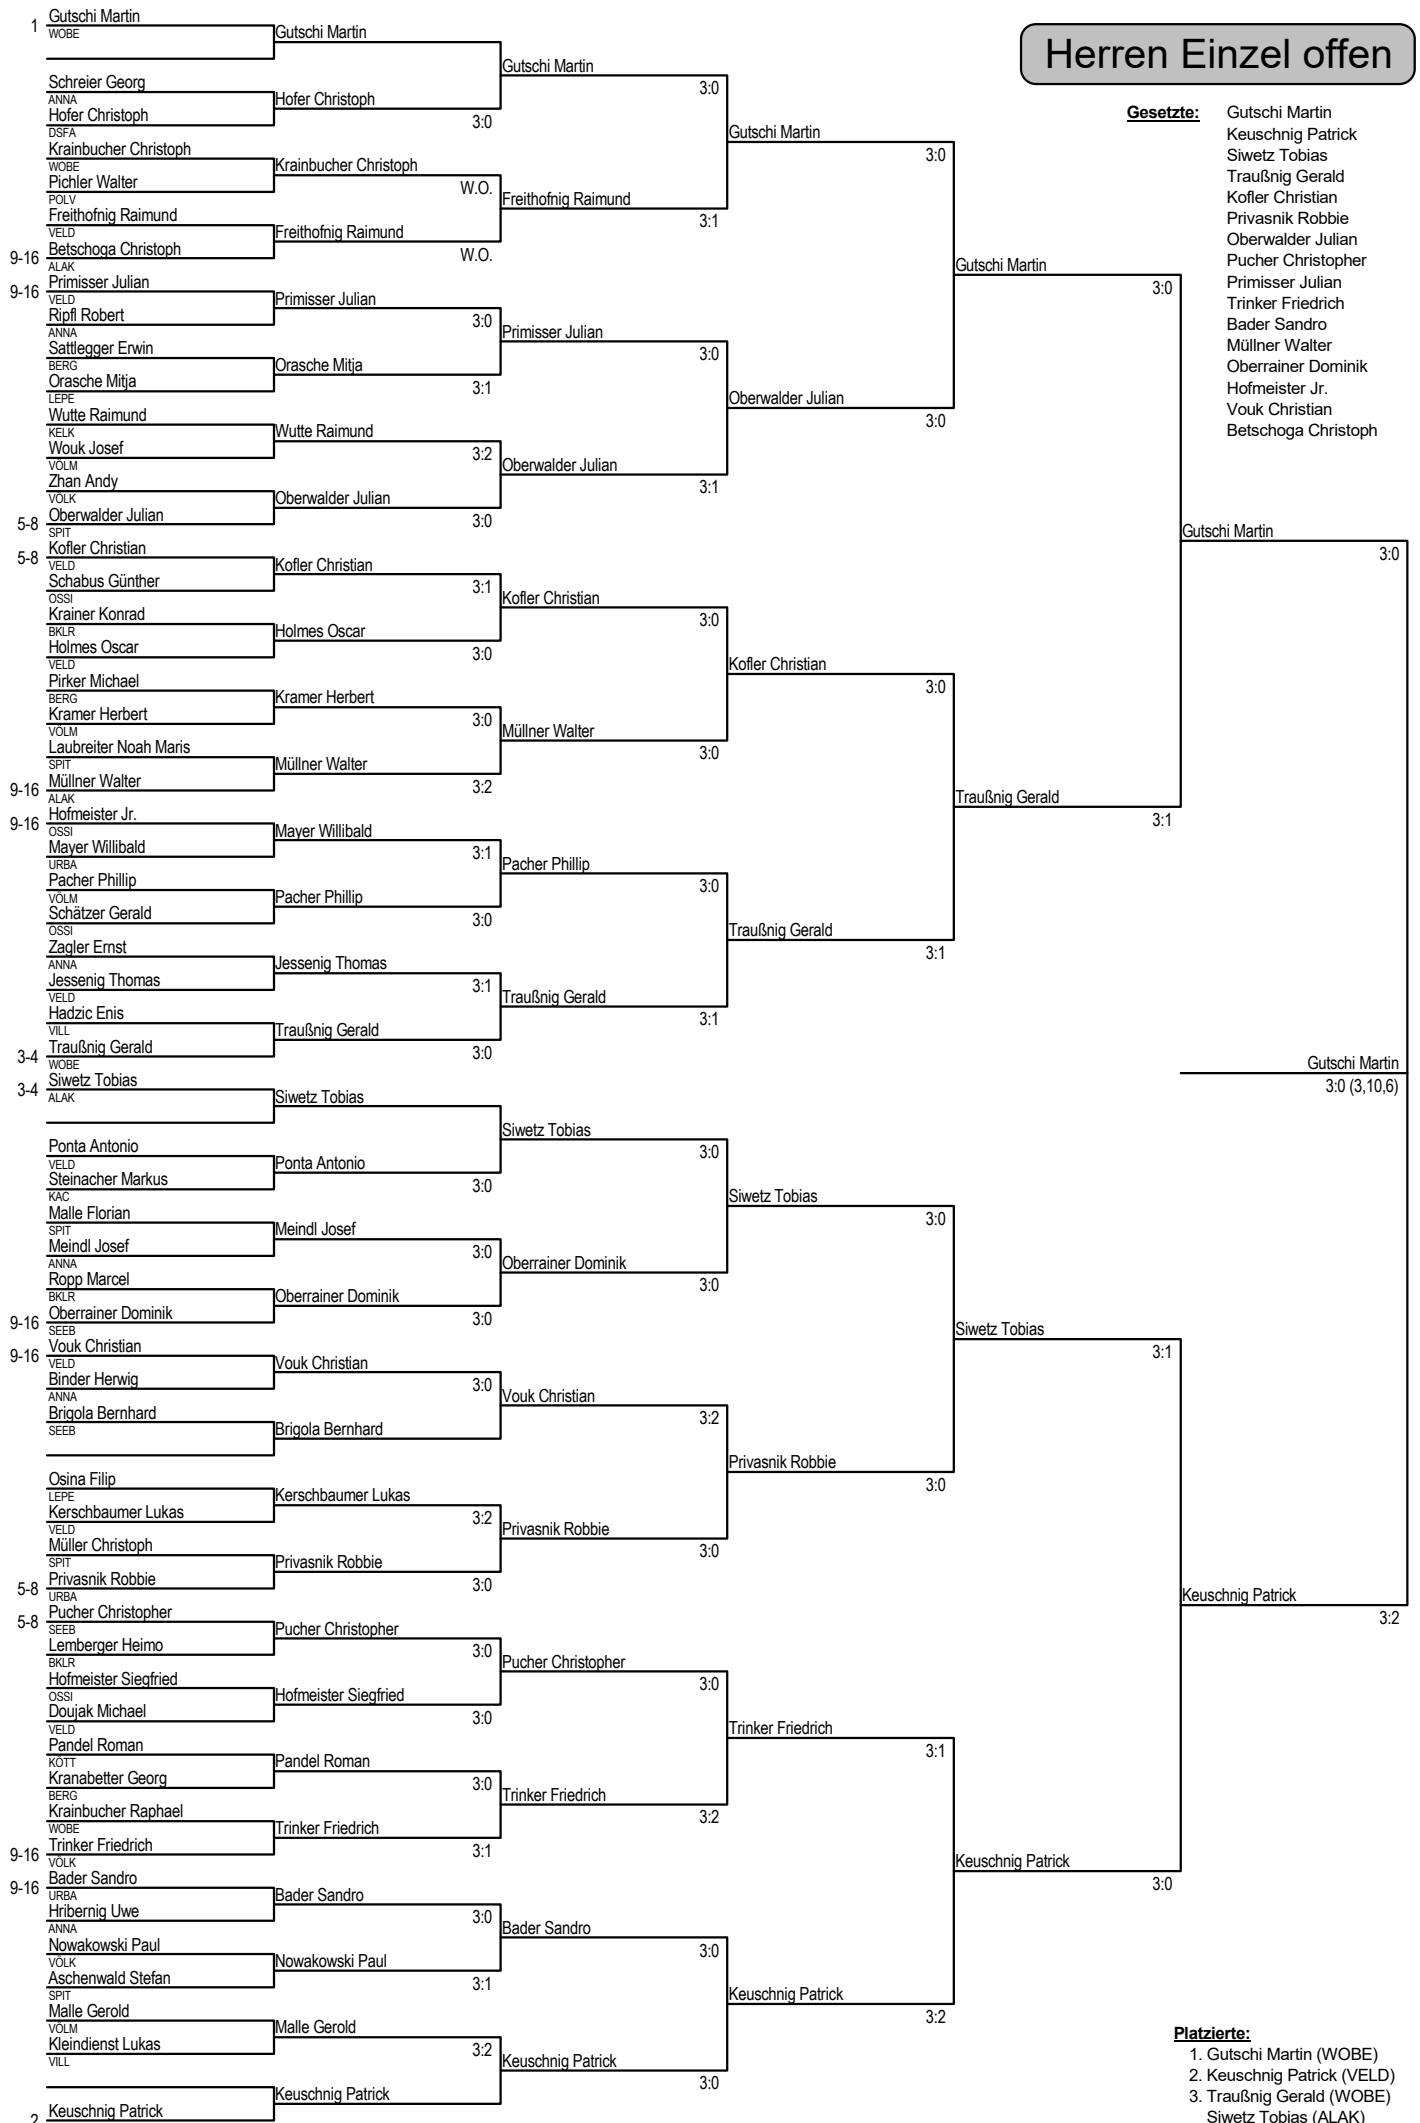 Herren Einzel offen
Gesetzte:
Gutschi Martin
Keuschnig Patrick
Siwetz Tobias
Traußnig Gerald
Kofler Christian
Privasnik Robbie
Oberwalder Julian
Pucher Christopher
Primisser Julian
Trinker Friedrich
Bader Sandro
Müllner Walter
Oberrainer Dominik
Hofmeister Jr.
Vouk Christian
Betschoga Christoph
1 Gutschi Martin
WOBE
Schreier Georg
ANNA
Hofer Christoph
DSFA
Krainbucher Christoph
WOBE
Pichler Walter
POLV
Freithofnig Raimund
VELD
9-16 Betschoga Christoph
ALAK
9-16 Primisser Julian
VELD
Ripfl Robert
ANNA
Sattlegger Erwin
BERG
Orasche Mitja
LEPE
Wutte Raimund
KELK
Wouk Josef
VÖLM
Zhan Andy
VÖLK
5-8 Oberwalder Julian
SPIT
5-8 Kofler Christian
VELD
Schabus Günther
OSSI
Krainer Konrad
BKLR
Holmes Oscar
VELD
Pirker Michael
BERG
Kramer Herbert
VÖLM
Laubreiter Noah Maris
SPIT
9-16 Müllner Walter
ALAK
9-16 Hofmeister Jr.
OSSI
Mayer Willibald
URBA
Pacher Phillip
VÖLM
Schätzer Gerald
OSSI
Zagler Ernst
ANNA
Jessenig Thomas
VELD
Hadzic Enis
VILL
3-4 Traußnig Gerald
WOBE
3-4 Siwetz Tobias
ALAK
Ponta Antonio
VELD
Steinacher Markus
KAC
Malle Florian
SPIT
Meindl Josef
ANNA
Ropp Marcel
BKLR
9-16 Oberrainer Dominik
SEEB
9-16 Vouk Christian
VELD
Binder Herwig
ANNA
Brigola Bernhard
SEEB
Osina Filip
LEPE
Kerschbaumer Lukas
VELD
Müller Christoph
SPIT
5-8 Privasnik Robbie
URBA
5-8 Pucher Christopher
SEEB
Lemberger Heimo
BKLR
Hofmeister Siegfried
OSSI
Doujak Michael
VELD
Pandel Roman
KÖTT
Kranabetter Georg
BERG
Krainbucher Raphael
WOBE
9-16 Trinker Friedrich
VÖLK
9-16 Bader Sandro
URBA
Hribernig Uwe
ANNA
Nowakowski Paul
VÖLK
Aschenwald Stefan
SPIT
Malle Gerold
VÖLM
Kleindienst Lukas
VILL
2 Keuschnig Patrick
Gutschi Martin
Hofer Christoph
3:0
Krainbucher Christoph
W.O.
Freithofnig Raimund
W.O.
Primisser Julian
3:0
Orasche Mitja
3:1
Wutte Raimund
3:2
Oberwalder Julian
3:0
Kofler Christian
3:1
Holmes Oscar
3:0
Kramer Herbert
3:0
Müllner Walter
3:2
Mayer Willibald
3:1
Pacher Phillip
3:0
Jessenig Thomas
3:1
Traußnig Gerald
3:0
Siwetz Tobias
Ponta Antonio
3:0
Meindl Josef
3:0
Oberrainer Dominik
3:0
Vouk Christian
3:0
Brigola Bernhard
Kerschbaumer Lukas
3:2
Privasnik Robbie
3:0
Pucher Christopher
3:0
Hofmeister Siegfried
3:0
Pandel Roman
3:0
Trinker Friedrich
3:1
Bader Sandro
3:0
Nowakowski Paul
3:1
Malle Gerold
3:2
Keuschnig Patrick
Gutschi Martin
3:0
Freithofnig Raimund
3:1
Primisser Julian
3:0
Oberwalder Julian
3:1
Kofler Christian
3:0
Müllner Walter
3:0
Pacher Phillip
3:0
Traußnig Gerald
3:1
Siwetz Tobias
3:0
Oberrainer Dominik
3:0
Vouk Christian
3:2
Privasnik Robbie
3:0
Pucher Christopher
3:0
Trinker Friedrich
3:2
Bader Sandro
3:0
Keuschnig Patrick
3:0
Gutschi Martin
3:0
Oberwalder Julian
3:0
Kofler Christian
3:0
Traußnig Gerald
3:1
Siwetz Tobias
3:0
Privasnik Robbie
3:0
Trinker Friedrich
3:1
Keuschnig Patrick
3:2
Gutschi Martin
3:0
Traußnig Gerald
3:1
Siwetz Tobias
3:1
Keuschnig Patrick
3:0
Gutschi Martin
3:0
Keuschnig Patrick
3:2
Gutschi Martin
3:0 (3,10,6)
Platzierte:
1. Gutschi Martin (WOBE)
2. Keuschnig Patrick (VELD)
3. Traußnig Gerald (WOBE)
Siwetz Tobias (ALAK)